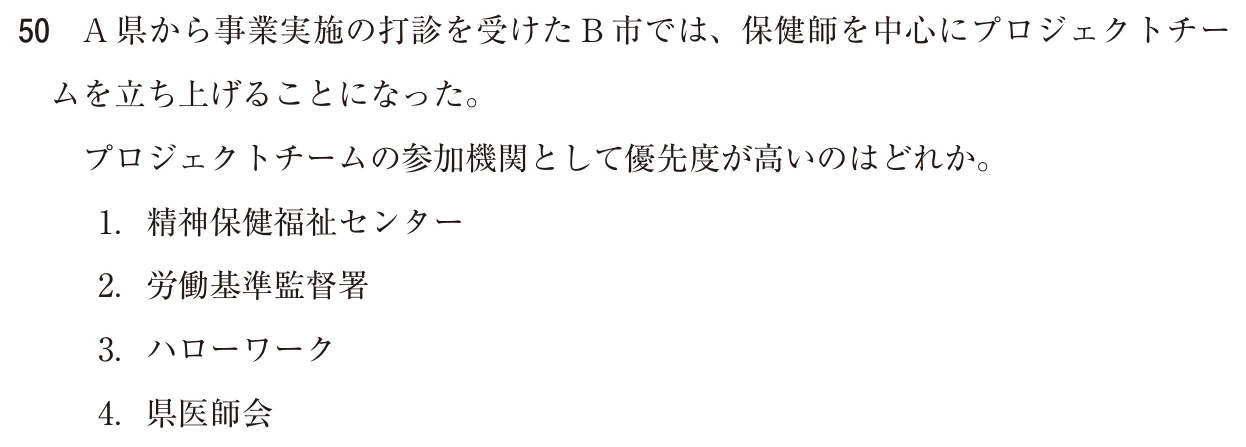 50 A県から事業実施の打診を受けたB市では、保健師を中心にプロジェクトチー
ムを立ち上げることになった。
プロジェクトチームの参加機関として優先度が高いのはどれか。
1. 精神保健福祉センター
2. 労働基準監督署
3. ハローワーク
4. 県医師会